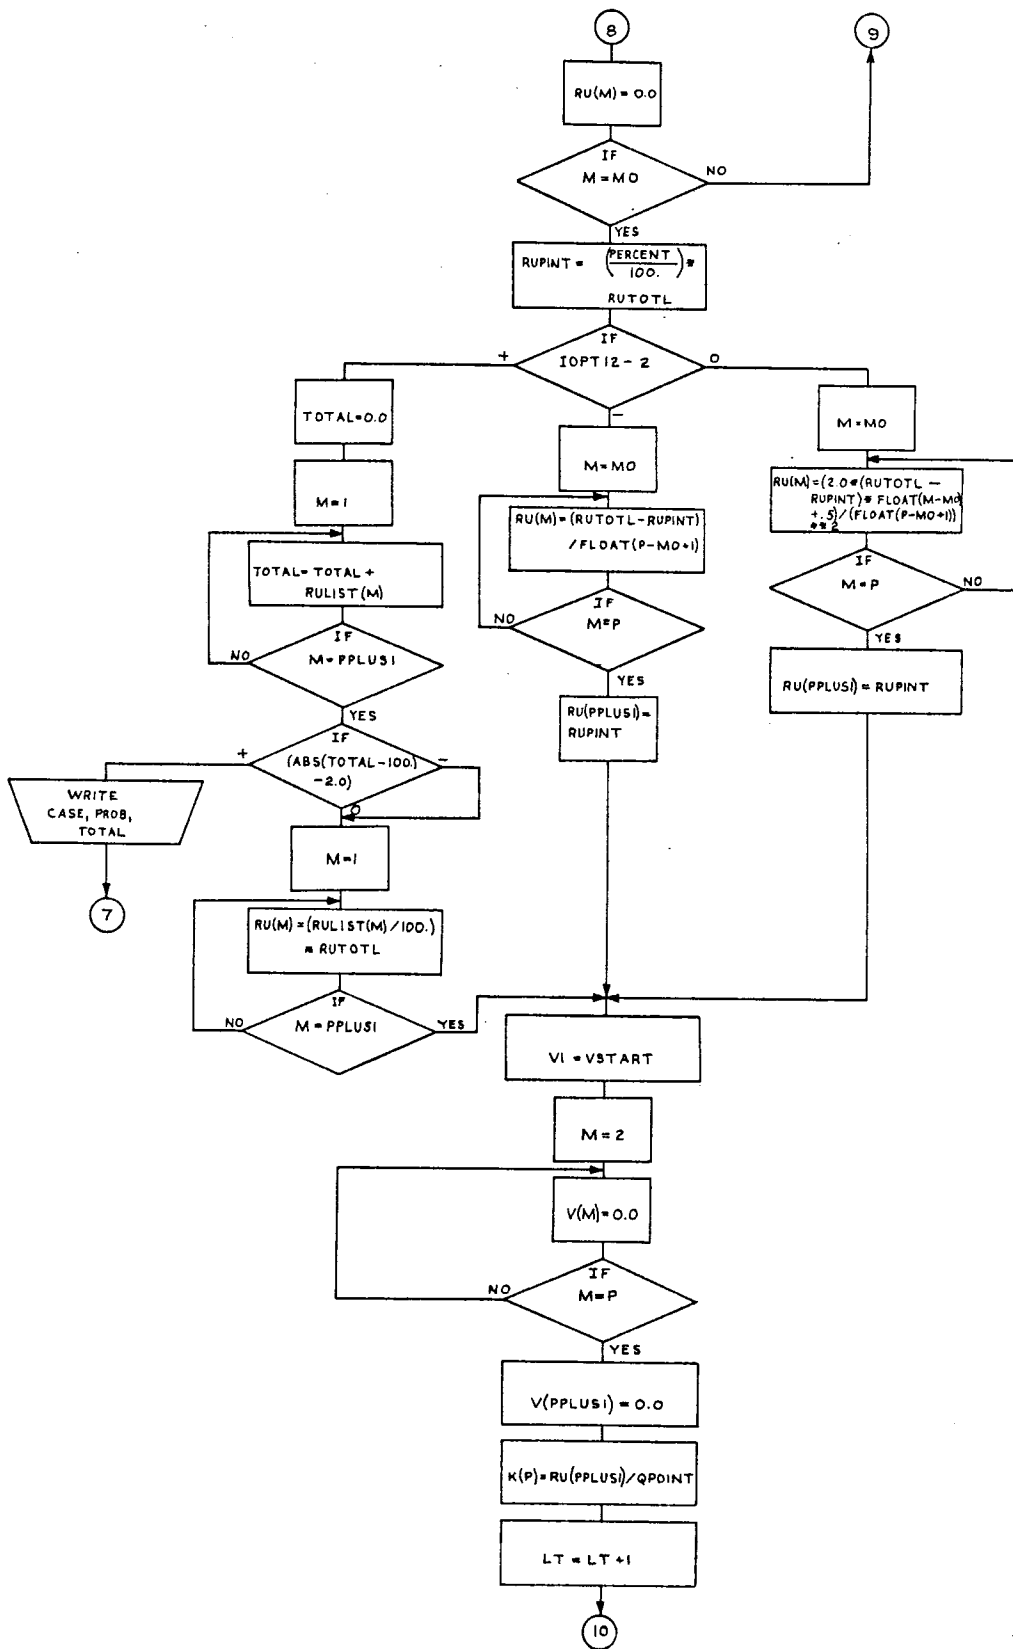 8
9
RU(M) = 0.0
IF
M = MO
NO
YES
RUPINT = (PERCENT / 100.) *
RUTOTL
IF
IOPT12 - 2
+
0
-
TOTAL=0.0
M = 1
TOTAL = TOTAL +
RULIST(M)
IF
M = PPLUS1
NO
YES
IF
(ABS(TOTAL-100.)
-2.0)
+
-
0
WRITE
CASE, PROB,
TOTAL
7
M = 1
RU(M) = (RULIST(M)/100.)
* RUTOTL
IF
M = PPLUS1
NO
YES
M = MO
RU(M) = (RUTOTL-RUPINT)
/FLOAT(P-MO+1)
IF
M = P
NO
YES
RU(PPLUS1) =
RUPINT
M = MO
RU(M) = (2.0 * (RUTOTL -
RUPINT) * FLOAT(M-MO)
+.5)/(FLOAT(P-MO+1))
**2
IF
M = P
NO
YES
RU(PPLUS1) = RUPINT
V1 = VSTART
M = 2
V(M) = 0.0
IF
M = P
NO
YES
V(PPLUS1) = 0.0
K(P) = RU(PPLUS1)/QPOINT
LT = LT +1
10